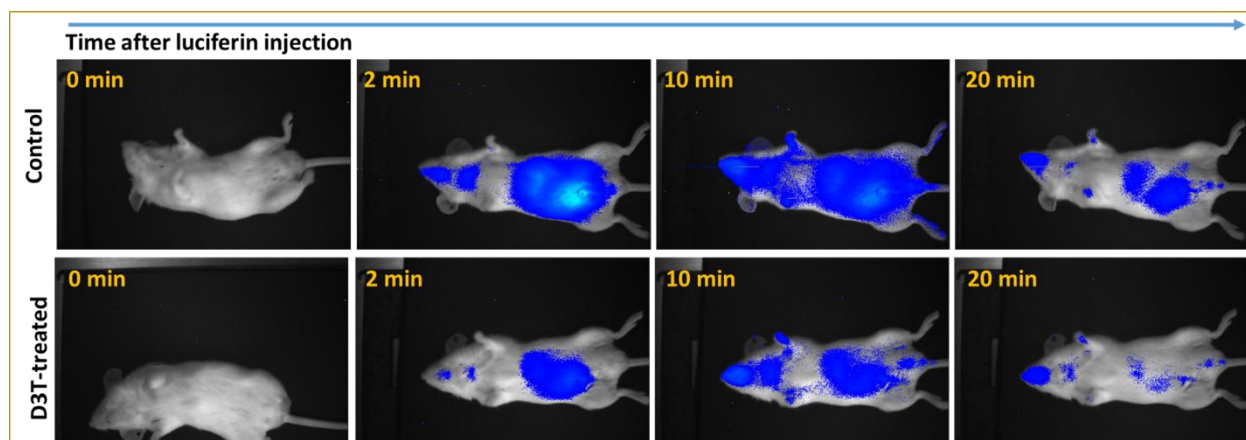 Time after luciferin injection
Control
0 min
2 min
10 min
20 min
D3T-treated
0 min
2 min
10 min
20 min